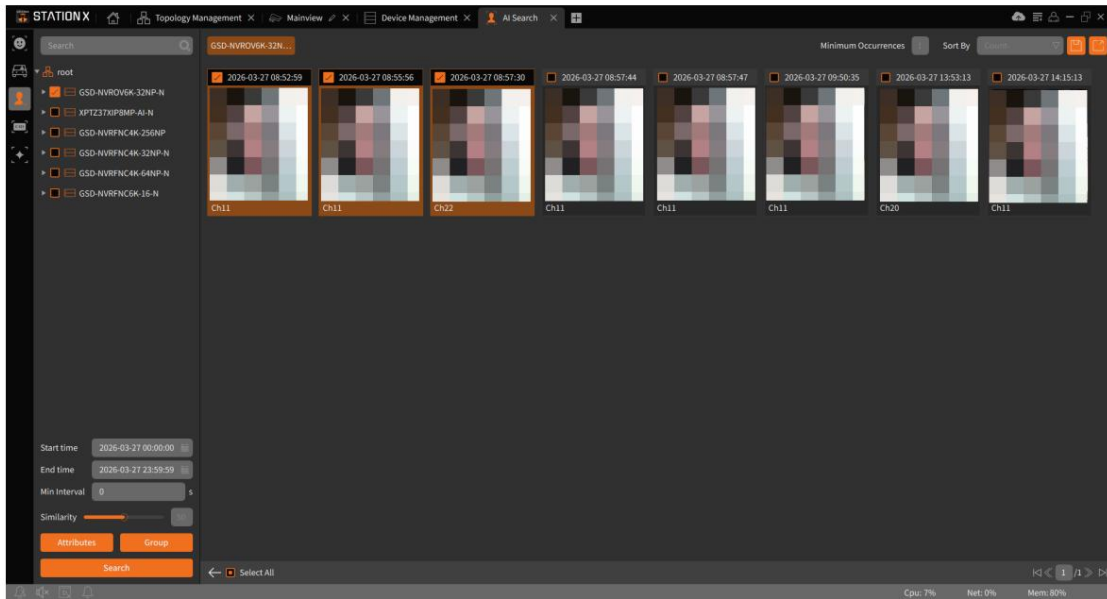 STATIONX Topology Management Mainview Device Management AI Search
Search
GSD-NVROV6K-32N... Minimum Occurrences Sort By
root
GSD-NVROV6K-32NP-N
XPTZ37XIP8MP-AI-N
GSD-NVRFNC4K-256NP
GSD-NVRFNC4K-32NP-N
GSD-NVRFNC4K-64NP-N
GSD-NVRFNC6K-16-N
2026-03-27 08:52:59 2026-03-27 08:55:56 2026-03-27 08:57:30 2026-03-27 08:57:44 2026-03-27 08:57:47 2026-03-27 09:50:35 2026-03-27 13:53:13 2026-03-27 14:15:13
Ch11 Ch11 Ch22 Ch11 Ch11 Ch11 Ch20 Ch11
Start time 2026-03-27 00:00:00
End time 2026-03-27 23:59:59
Min Interval 0 s
Similarity
Attributes Group
Search
Select All 1 /1
Cpu: 7% Net: 0% Mem: 80%